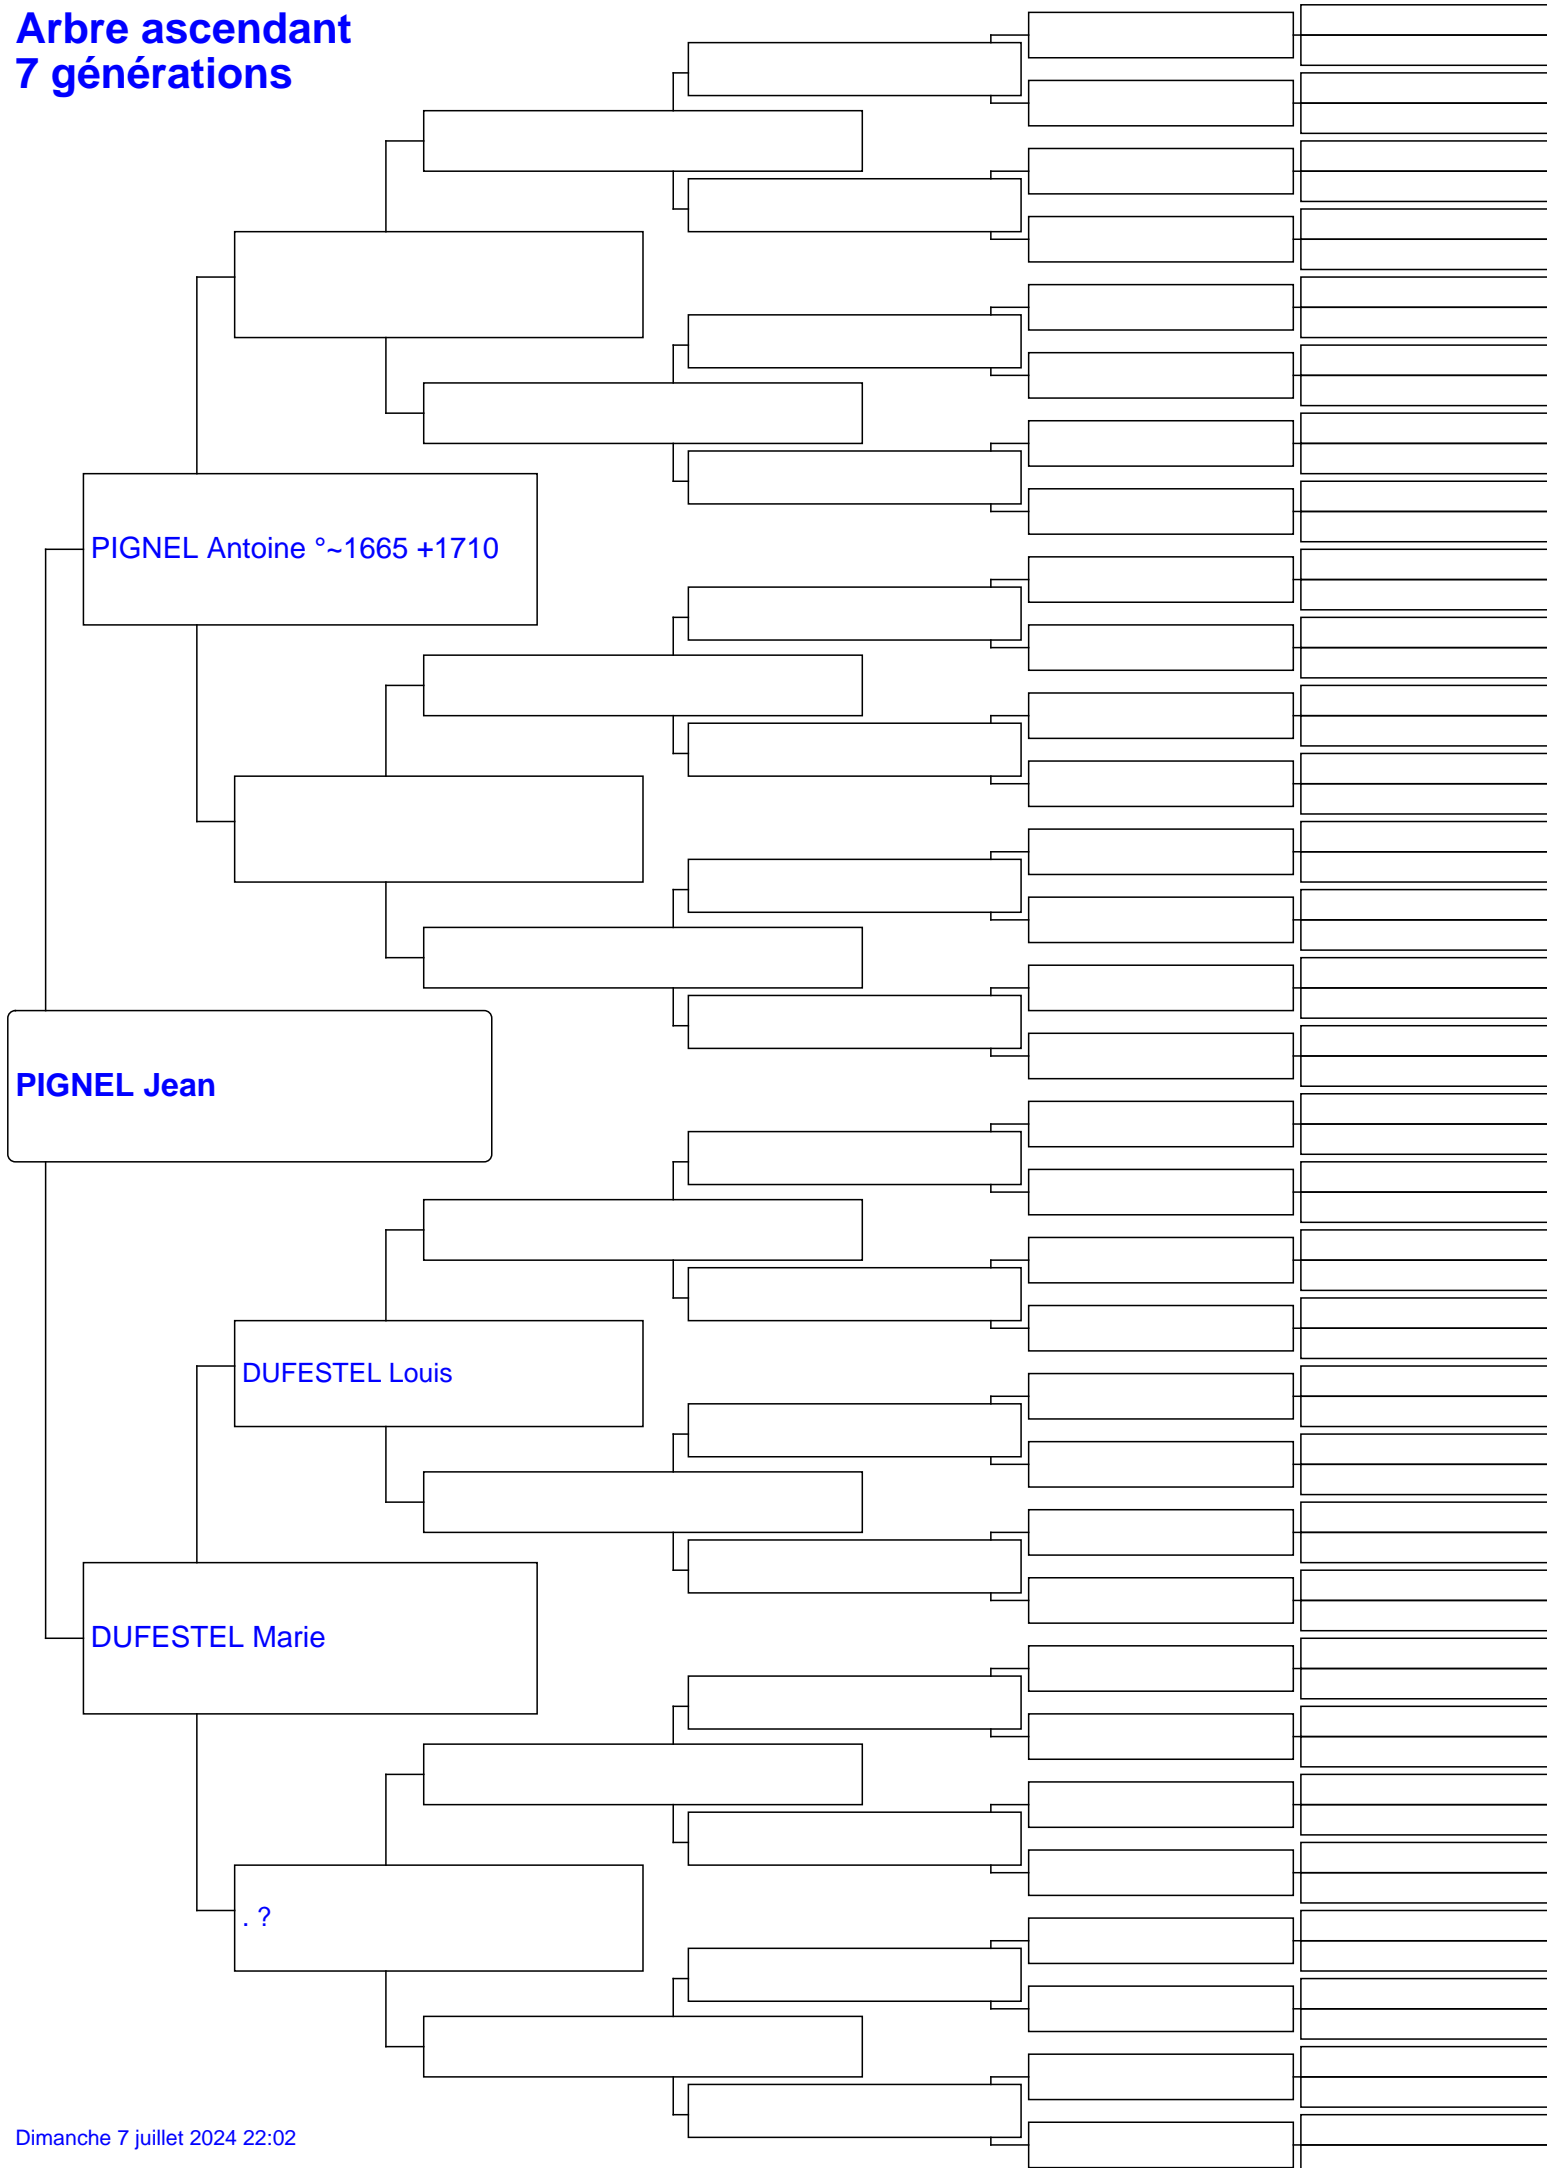 Arbre ascendant
7 générations
PIGNEL Antoine °~1665 +1710
PIGNEL Jean
DUFESTEL Louis
DUFESTEL Marie
. ?
Dimanche 7 juillet 2024 22:02